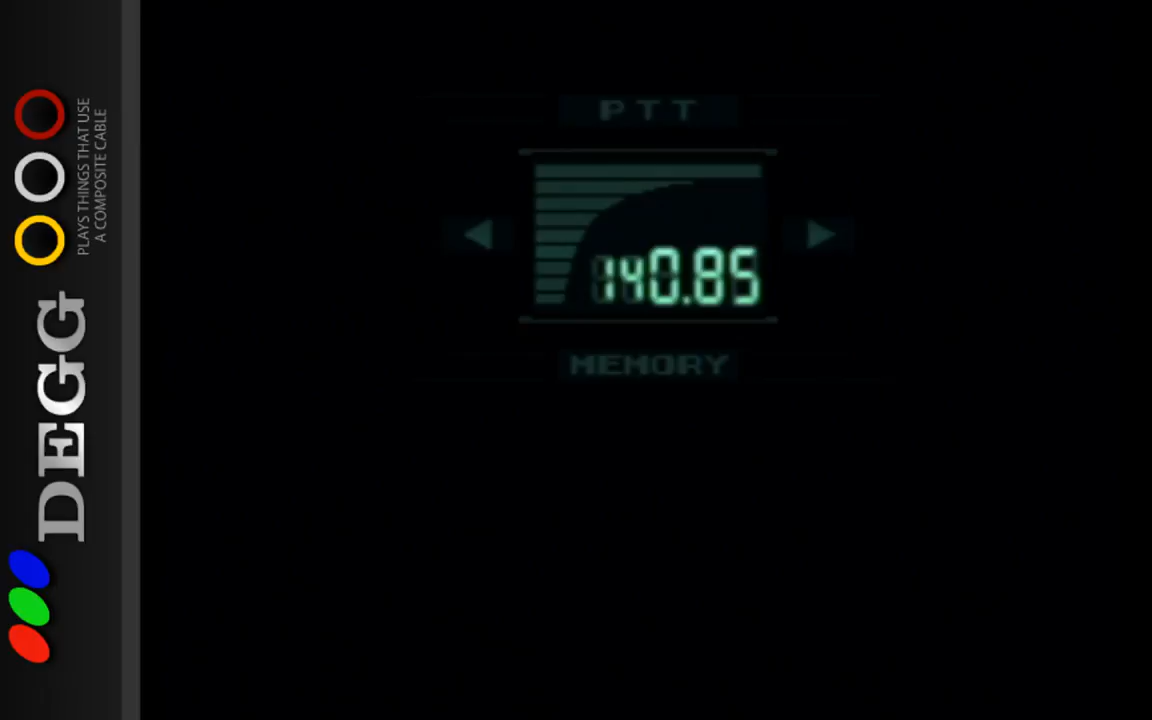 PTT
140.85
MEMORY
DEGG
PLAYS THINGS THAT USE
A COMPOSITE CABLE